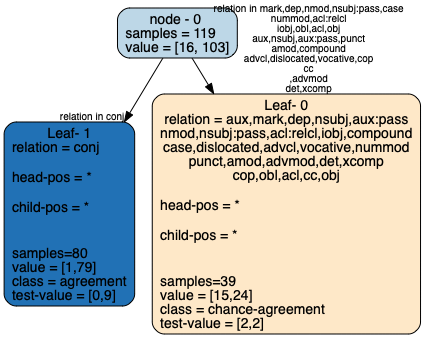 node - 0
samples = 119
value = [16, 103]
relation in mark,dep,nmod,nsubj:pass,case
nummod,acl:relcl
iobj,obl,acl,obj
aux,nsubj,aux:pass,punct
amod,compound
advcl,dislocated,vocative,cop
cc
,advmod
det,xcomp
relation in conj
Leaf- 1
relation = conj
head-pos = *
child-pos = *
samples=80
value = [1,79]
class = agreement
test-value = [0,9]
Leaf- 0
relation = aux,mark,dep,nsubj,aux:pass
nmod,nsubj:pass,acl:relcl,iobj,compound
case,dislocated,advcl,vocative,nummod
punct,amod,advmod,det,xcomp
cop,obl,acl,cc,obj
head-pos = *
child-pos = *
samples=39
value = [15,24]
class = chance-agreement
test-value = [2,2]